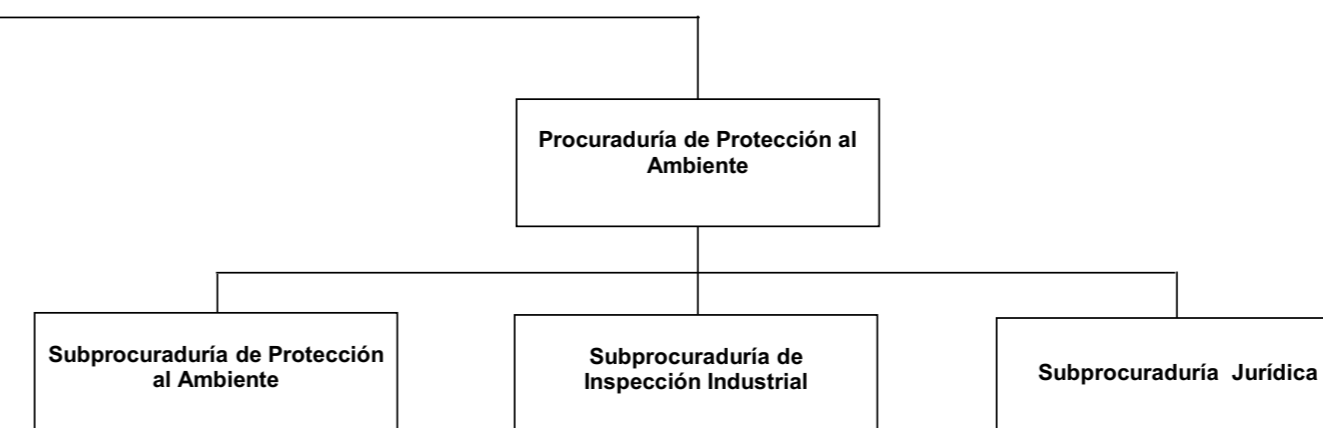 Procuraduría de Protección al
Ambiente
Subprocuraduría de Protección
al Ambiente
Subprocuraduría de
Inspección Industrial
Subprocuraduría Jurídica